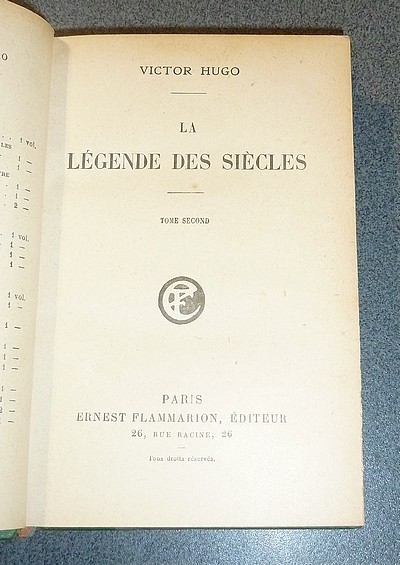 VICTOR HUGO
LA
LÉGENDE DES SIÈCLES
TOME SECOND
PARIS
ERNEST FLAMMARION, ÉDITEUR
26, RUE RACINE, 26
Tous droits réservés.